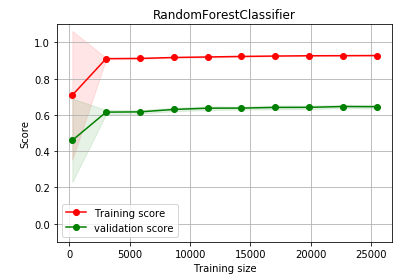 RandomForestClassifier
1.0
0.8
0.6
0.4
0.2
0.0
Score
Training score
validation score
0 5000 10000 15000 20000 25000
Training size